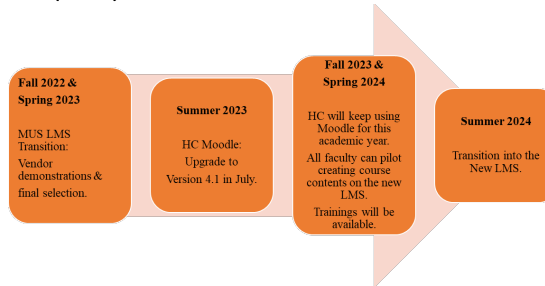 Fall 2022 &
Spring 2023
MUS LMS
Transition:
Vendor
demonstrations &
final selection.
Summer 2023
HC Moodle:
Upgrade to
Version 4.1 in July.
Fall 2023 &
Spring 2024
HC will keep using
Moodle for this
academic year.
All faculty can pilot
creating course
contents on the new
LMS.
Trainings will be
available.
Summer 2024
Transition into the
New LMS.